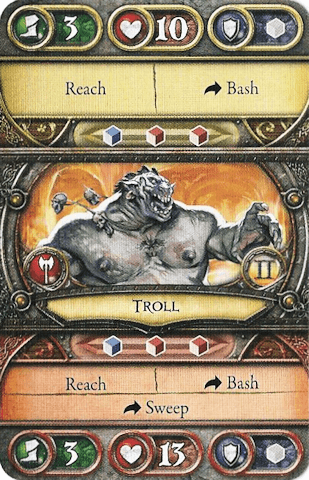 3 10
Reach Bash
II
TROLL
Reach Bash
Sweep
3 13